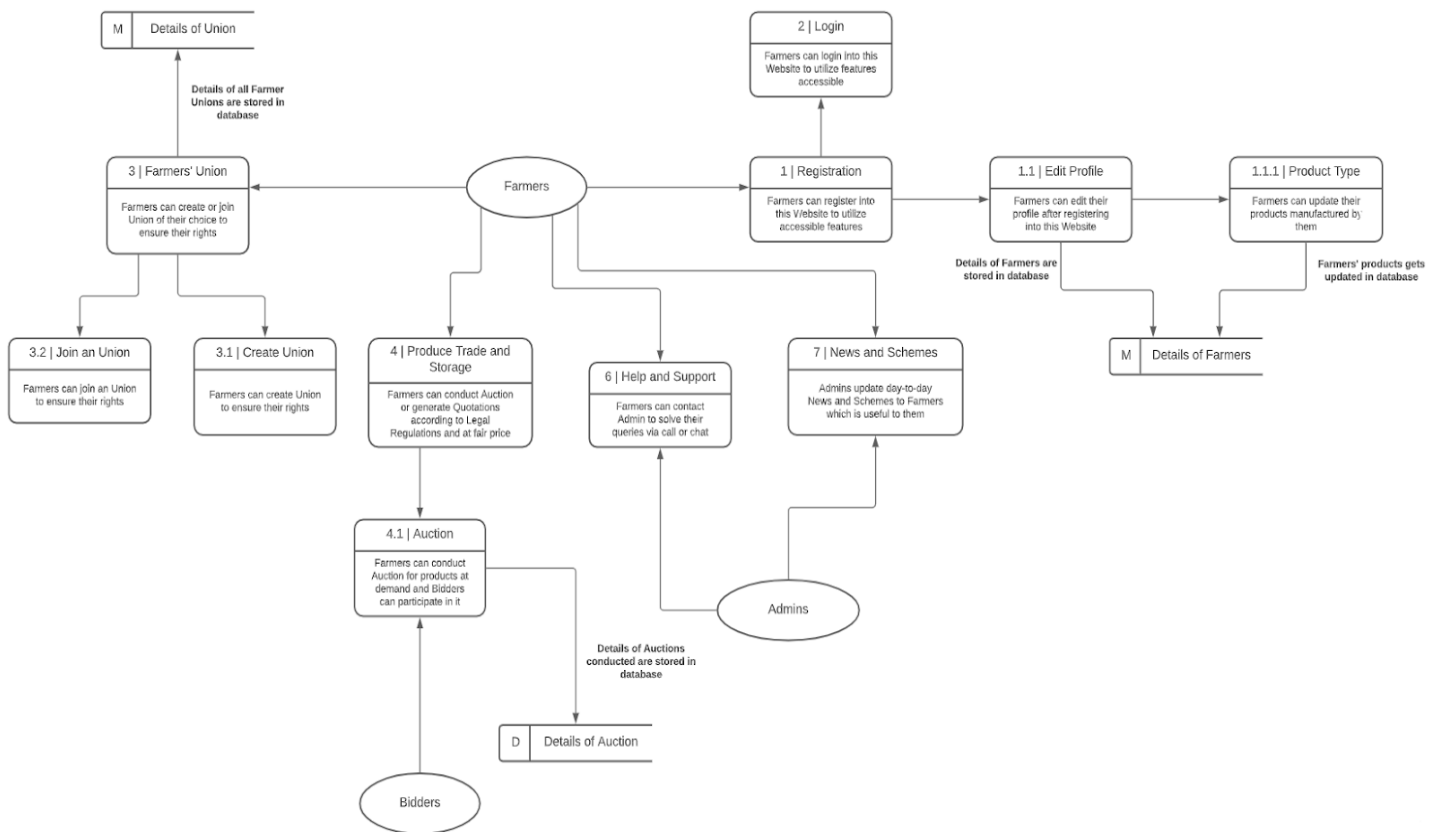 M Details of Union
Details of all Farmer
Unions are stored in
database
2 | Login
Farmers can login into this
Website to utilize features
accessible
3 | Farmers' Union
Farmers can create or join
Union of their choice to
ensure their rights
Farmers
1 | Registration
Farmers can register into
this Website to utilize
accessible features
1.1 | Edit Profile
Farmers can edit their
profile after registering
into this Website
1.1.1 | Product Type
Farmers can update their
products manufactured by
them
Details of Farmers are
stored in database
Farmers' products gets
updated in database
M Details of Farmers
3.2 | Join an Union
Farmers can join an Union
to ensure their rights
3.1 | Create Union
Farmers can create Union
to ensure their rights
4 | Produce Trade and
Storage
Farmers can conduct Auction
or generate Quotations
according to Legal
Regulations and at fair price
6 | Help and Support
Farmers can contact
Admin to solve their
queries via call or chat
7 | News and Schemes
Admins update day-to-day
News and Schemes to Farmers
which is useful to them
4.1 | Auction
Farmers can conduct
Auction for products at
demand and Bidders
can participate in it
Admins
Details of Auctions
conducted are stored in
database
D Details of Auction
Bidders